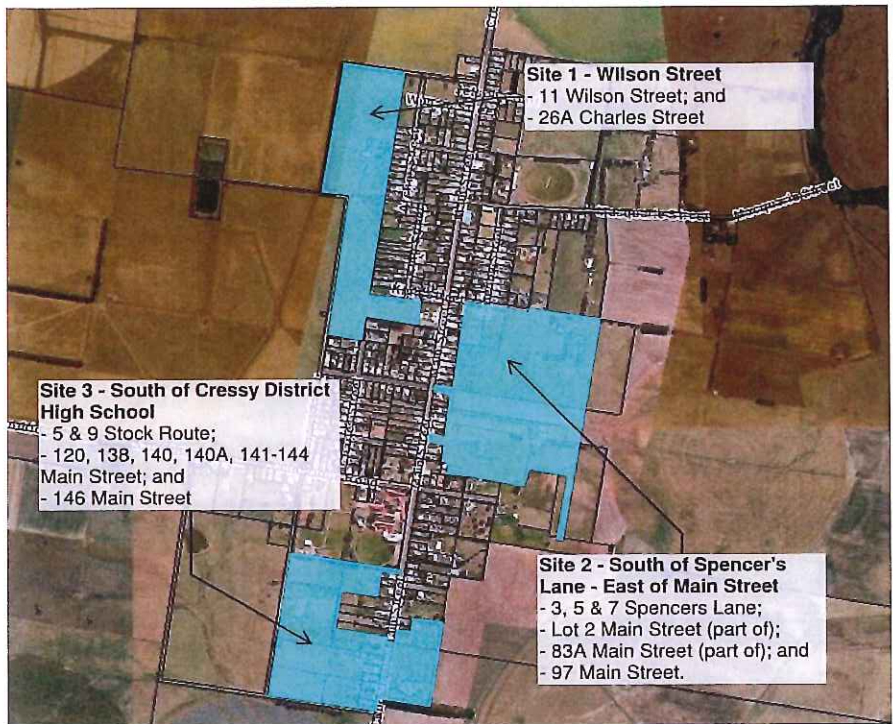 Site 1 - Wilson Street
- 11 Wilson Street; and
- 26A Charles Street
Site 3 - South of Cressy District
High School
- 5 & 9 Stock Route;
- 120, 138, 140, 140A, 141-144
Main Street; and
- 146 Main Street
Site 2 - South of Spencer's
Lane - East of Main Street
- 3, 5 & 7 Spencers Lane;
- Lot 2 Main Street (part of);
- 83A Main Street (part of); and
- 97 Main Street.